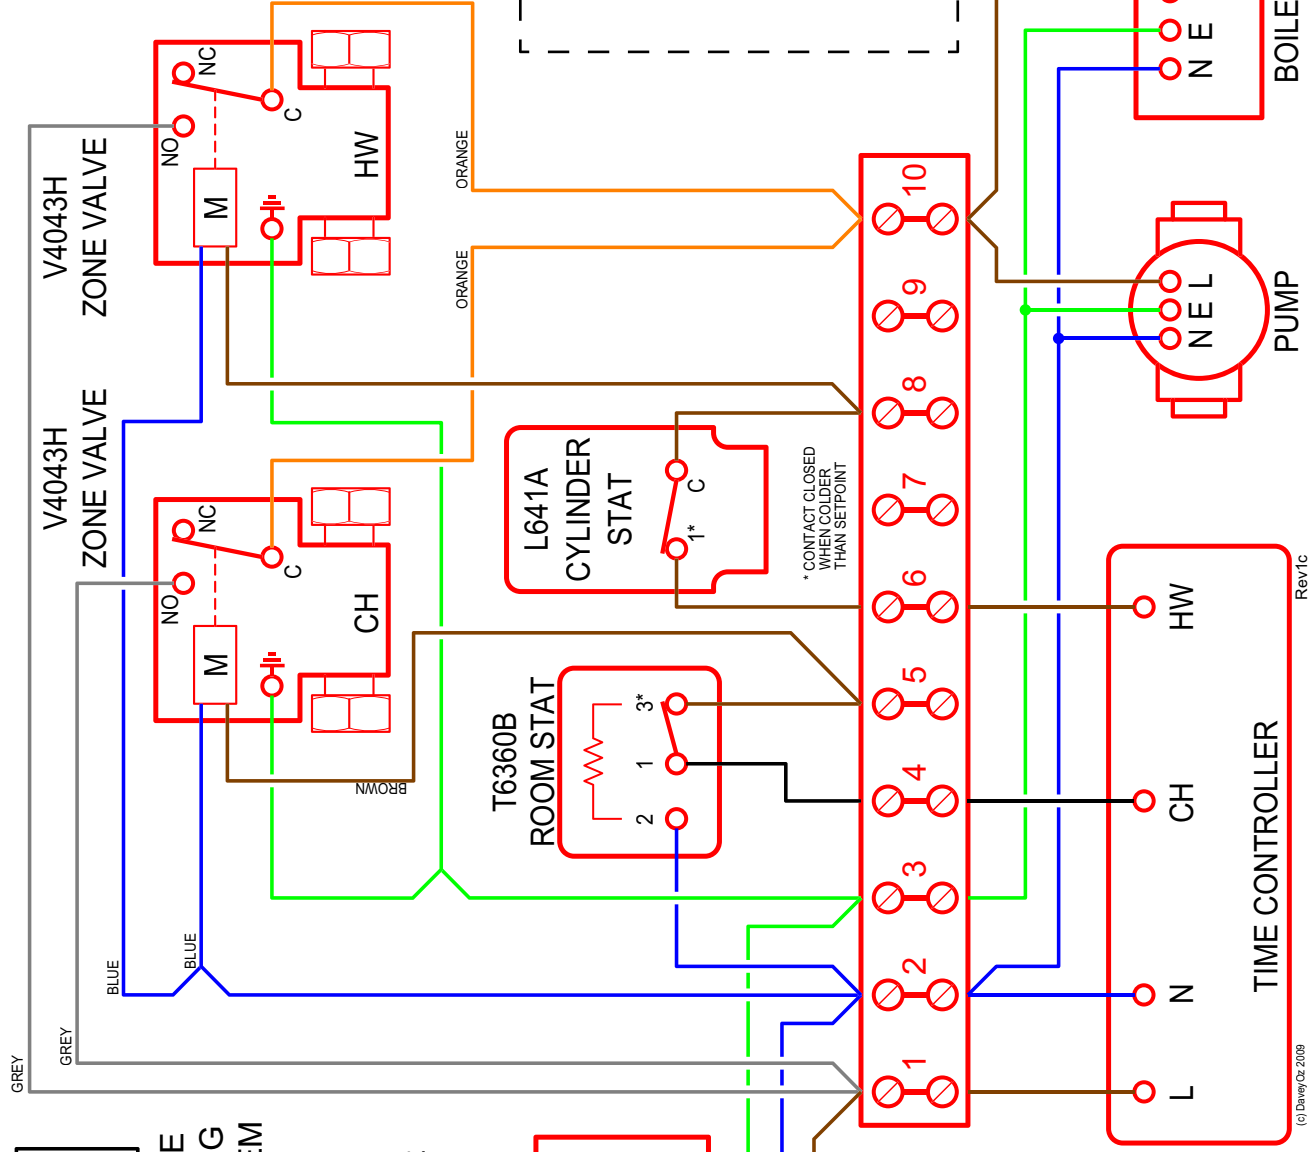 V4043H
ZONE VALVE
NC
C
NO
M
HW
V4043H
ZONE VALVE
NC
C
NO
M
CH
ORANGE
ORANGE
BROWN
BLUE
BLUE
GREY
GREY
L641A
CYLINDER
STAT
C
1*
* CONTACT CLOSED
WHEN COLDER
THAN SETPOINT
T6360B
ROOM STAT
3*
1
2
10
9
8
7
6
5
4
3
2
1
N E
BOILE
N E L
PUMP
HW
CH
N
L
TIME CONTROLLER
Rev1c
(c) DaveyOz 2009
E
G
EM